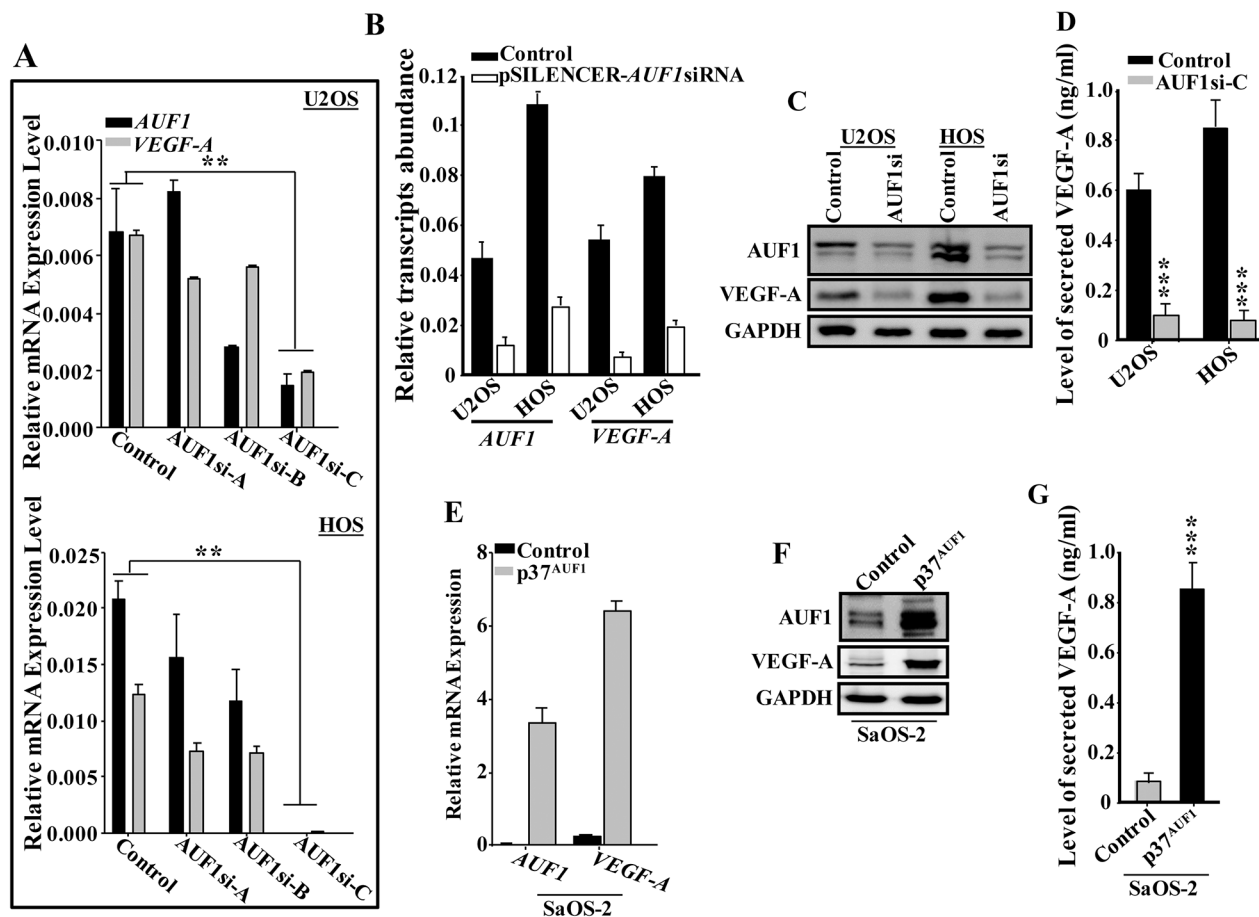 A
U2OS
AUF1
VEGF-A
Relative mRNA Expression Level
0.010
0.008
0.006
0.004
0.002
0.000
**
Control
AUF1si-A
AUF1si-B
AUF1si-C
HOS
Relative mRNA Expression Level
0.025
0.020
0.015
0.010
0.005
0.000
**
Control
AUF1si-A
AUF1si-B
AUF1si-C
B
Control
pSILENCER-AUF1siRNA
Relative transcripts abundance
0.12
0.1
0.08
0.06
0.04
0.02
0
U2OS
HOS
U2OS
HOS
AUF1
VEGF-A
C
U2OS
HOS
Control
AUF1si
Control
AUF1si
AUF1
VEGF-A
GAPDH
D
Control
AUF1si-C
Level of secreted VEGF-A (ng/ml)
1.0
0.8
0.6
0.4
0.2
0
***
***
U2OS
HOS
E
Control
p37AUF1
Relative mRNA Expression
8
6
4
2
0
AUF1
VEGF-A
SaOS-2
F
Control
p37AUF1
AUF1
VEGF-A
GAPDH
SaOS-2
G
Level of secreted VEGF-A (ng/ml)
1.0
0.8
0.6
0.4
0.2
0
***
Control
p37AUF1
SaOS-2